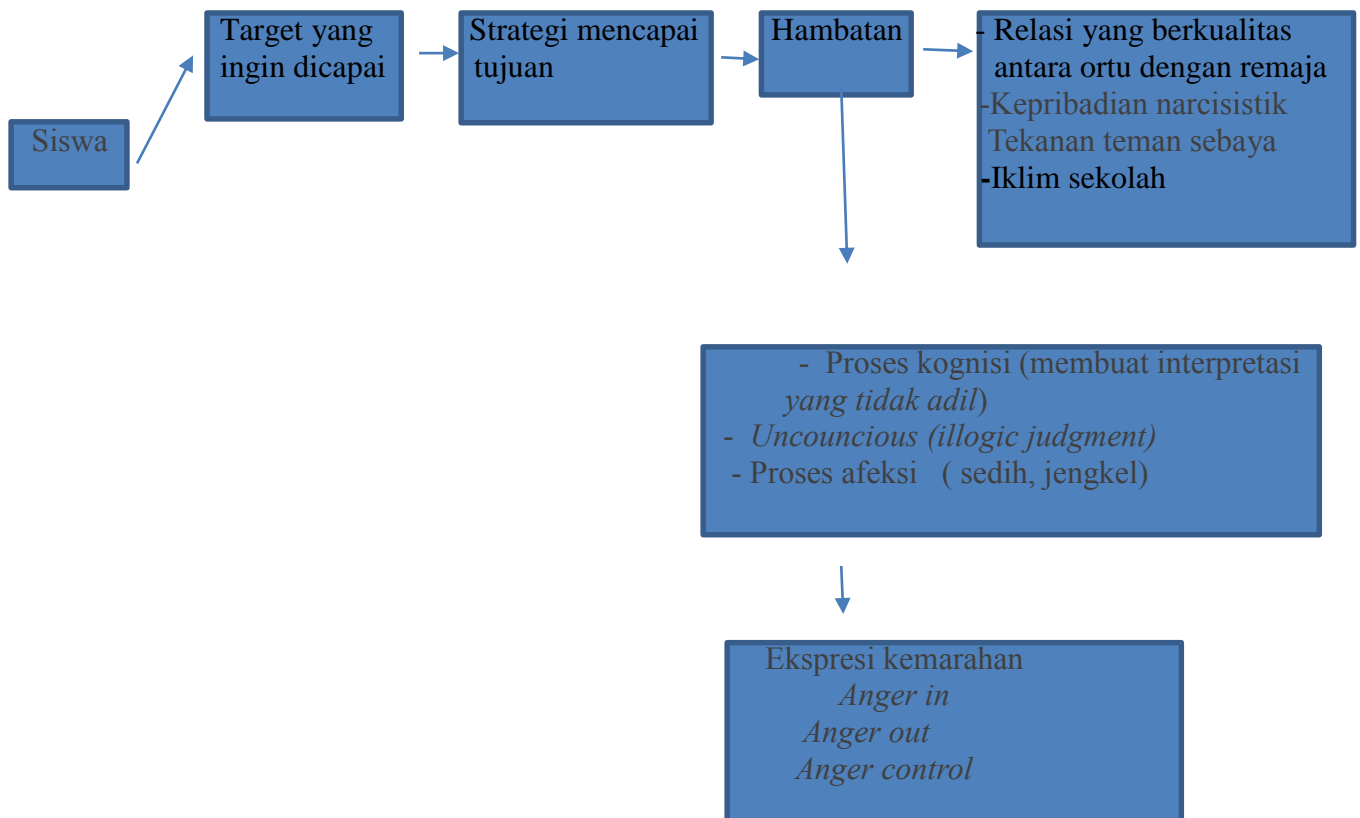 Siswa
Target yang
ingin dicapai
Strategi mencapai
tujuan
Hambatan
- Relasi yang berkualitas
antara ortu dengan remaja
-Kepribadian narcisistik
Tekanan teman sebaya
-Iklim sekolah
- Proses kognisi (membuat interpretasi
yang tidak adil)
- Uncouncious (illogic judgment)
- Proses afeksi ( sedih, jengkel)
Ekspresi kemarahan
Anger in
Anger out
Anger control